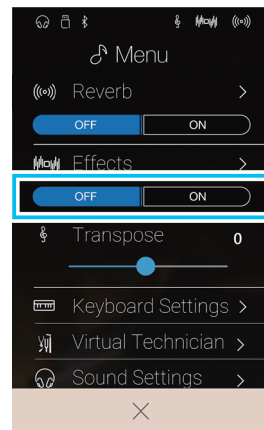 Menu
Reverb
OFF ON
Effects
OFF ON
Transpose 0
Keyboard Settings
Virtual Technician
Sound Settings